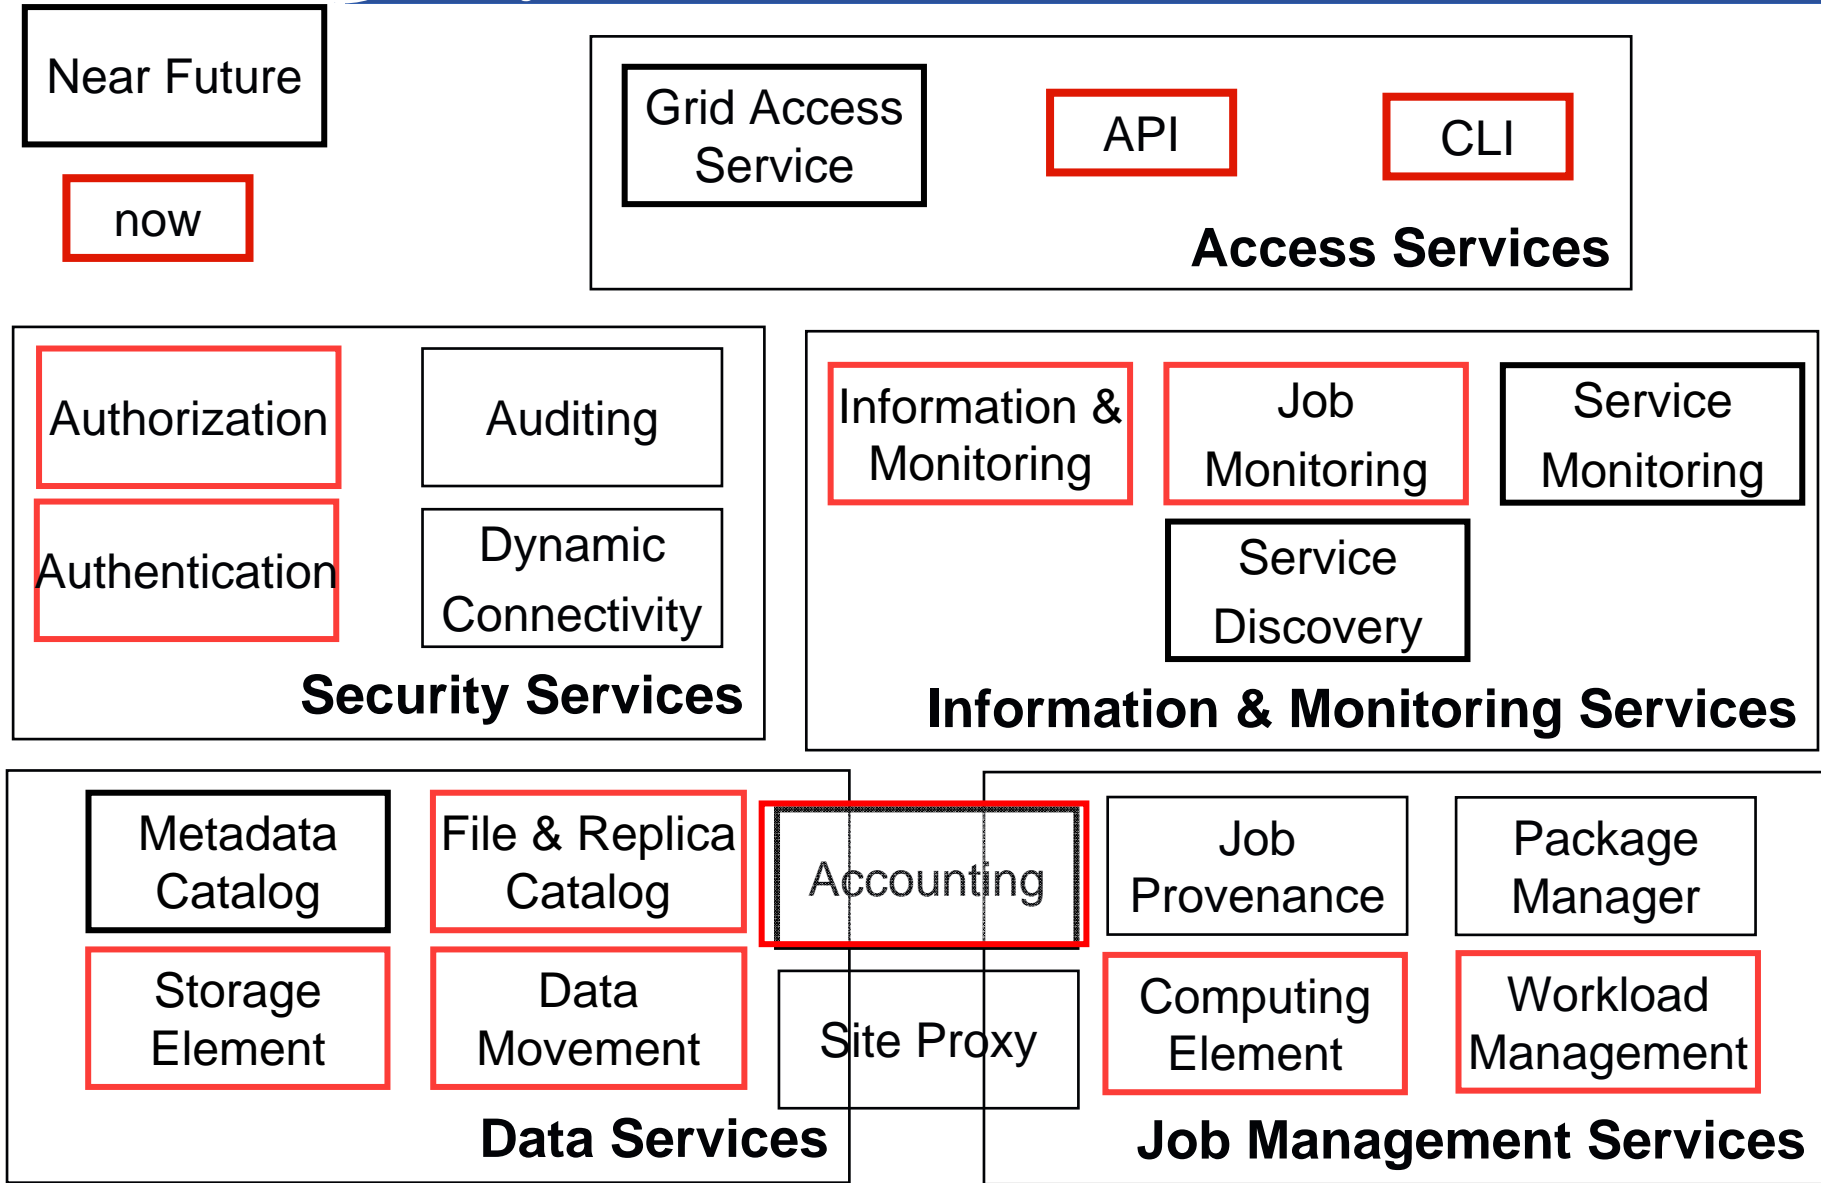 Near Future
now
Grid Access
Service
API
CLI
Access Services
Authorization
Auditing
Authentication
Dynamic
Connectivity
Security Services
Information &
Monitoring
Job
Monitoring
Service
Monitoring
Service
Discovery
Information & Monitoring Services
Metadata
Catalog
File & Replica
Catalog
Accounting
Job
Provenance
Package
Manager
Storage
Element
Data
Movement
Site Proxy
Computing
Element
Workload
Management
Data Services
Job Management Services